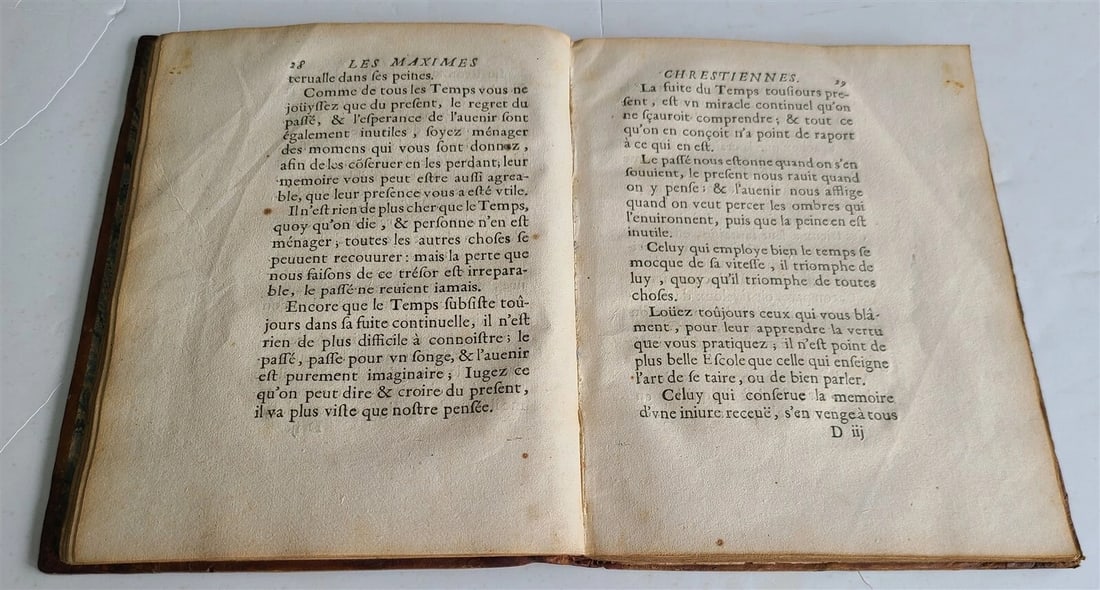 28 LES MAXIMES
terualle dans ses peines.
Comme de tous les Temps vous ne
joüyssez que du present, le regret du
passé, & l'esperance de l'auenir sont
également inutiles, soyez ménager
des momens qui vous sont donnez,
afin de les cõseruer en les perdant; leur
memoire vous peut estre aussi agrea-
ble, que leur presence vous a esté vtile.
Il n'est rien de plus cher que le Temps,
quoy qu'on die, & personne n'en est
ménager; toutes les autres choses se
peuuent recouurer: mais la perte que
nous faisons de ce trésor est irrepara-
ble, le passé ne reuient iamais.
Encore que le Temps subsiste toû-
jours dans sa fuite continuelle, il n'est
rien de plus difficile à connoistre; le
passé, passe pour vn songe, & l'auenir
est purement imaginaire; Iugez ce
qu'on peut dire & croire du present,
il va plus viste que nostre pensée.
CHRESTIENNES. 29
La fuite du Temps tousiours pre-
sent, est vn miracle continuel qu'on
ne sçauroit comprendre; & tout ce
qu'on en conçoit n'a point de raport
à ce qui en est.
Le passé nous estonne quand on s'en
souuient, le present nous rauit quand
on y pense: & l'auenir nous afflige
quand on veut percer les ombres qui
l'enuironnent, puis que la peine en est
inutile.
Celuy qui employe bien le temps se
mocque de sa vitesse, il triomphe de
luy, quoy qu'il triomphe de toutes
choses.
Loüez toûjours ceux qui vous blâ-
ment, pour leur apprendre la vertu
que vous pratiquez; il n'est point de
plus belle Escole que celle qui enseigne
l'art de se taire, ou de bien parler.
Celuy qui conserue la memoire
d'vne iniure receuë, s'en venge à tous
D iij